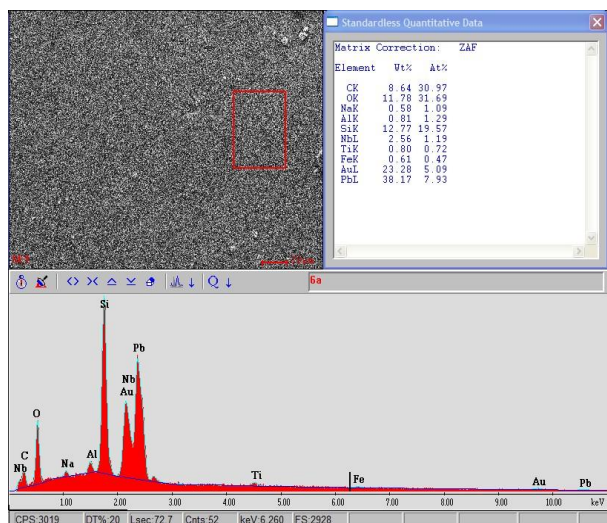 Standardless Quantitative Data
Matrix Correction: ZAF
Element Wt% At%
CK 8.64 30.97
OK 11.78 31.69
NaK 0.58 1.09
AlK 0.81 1.29
SiK 12.77 19.57
NbL 2.56 1.19
TiK 0.80 0.72
FeK 0.61 0.47
AuL 23.28 5.09
PbL 38.17 7.93
Q
6a
Si
Pb
Nb
Au
O
C
Nb
Na
Al
Ti
Fe
Au
Pb
1.00 2.00 3.00 4.00 5.00 6.00 7.00 8.00 9.00 10.00 keV
CPS:3019 DT%:20 Lsec:72.7 Cnts:52 keV:6.260 FS:2928